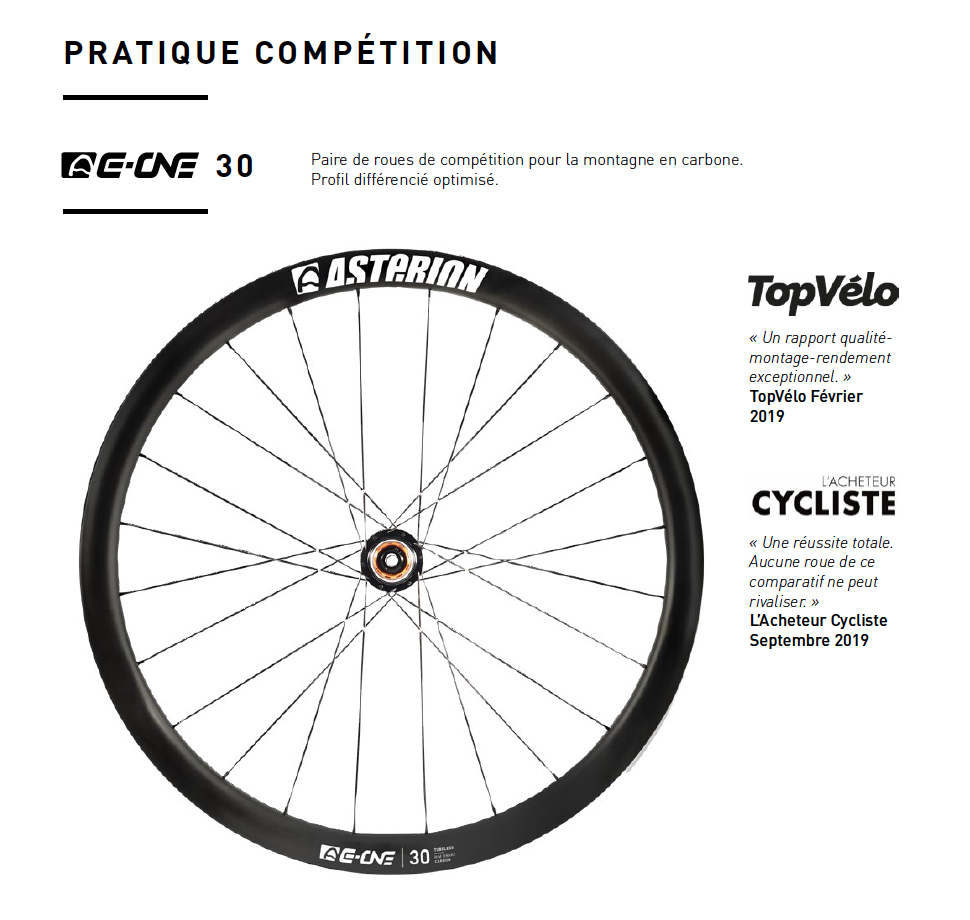 PRATIQUE COMPÉTITION
E-ONE 30
Paire de roues de compétition pour la montagne en carbone.
Profil différencié optimisé.
ASTERION
TopVélo
« Un rapport qualité-
montage-rendement
exceptionnel. »
TopVélo Février
2019
L'ACHETEUR
CYCLISTE
« Une réussite totale.
Aucune roue de ce
comparatif ne peut
rivaliser. »
L'Acheteur Cycliste
Septembre 2019
E-ONE 30
TUBELESS
CARBON